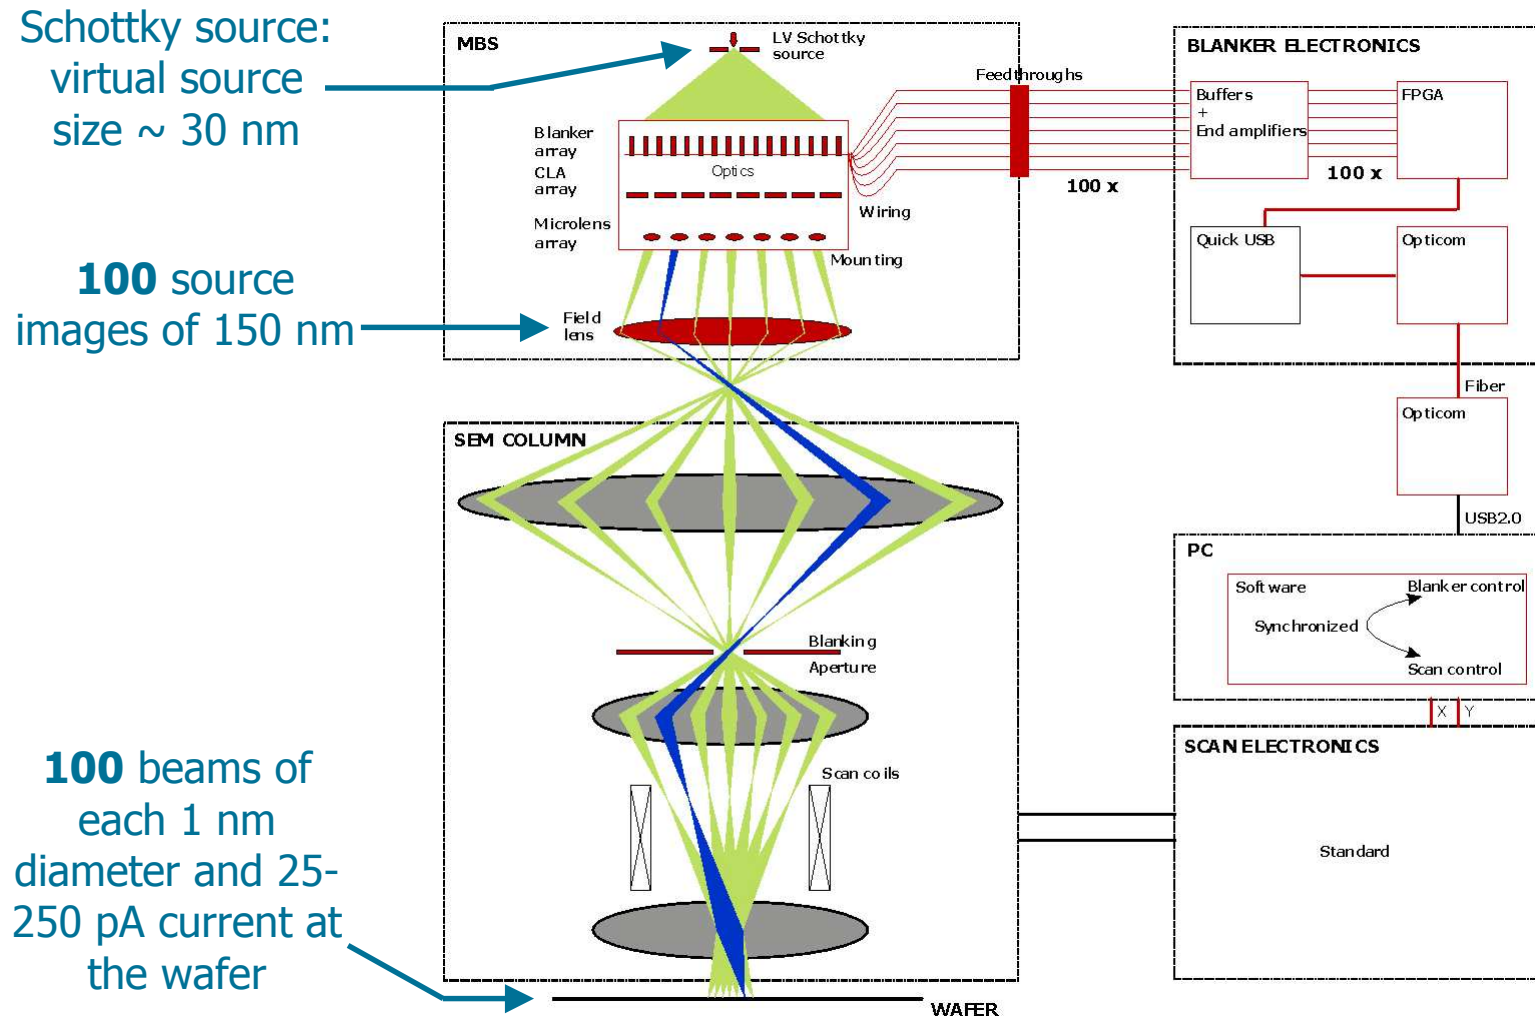 Schottky source:
virtual source
size ~ 30 nm
100 source
images of 150 nm
100 beams of
each 1 nm
diameter and 25-
250 pA current at
the wafer
MBS
LV Schottky
source
Blanker
array
CLA
array
Optics
Microlens
array
Wiring
Mounting
Field
lens
Feedthroughs
100 x
BLANKER ELECTRONICS
Buffers
+
End amplifiers
100 x
FPGA
Quick USB
Opticom
Fiber
Opticom
USB2.0
SEM COLUMN
Blanking
Aperture
Scan coils
WAFER
PC
Software
Blanker control
Synchronized
Scan control
X Y
SCAN ELECTRONICS
Standard